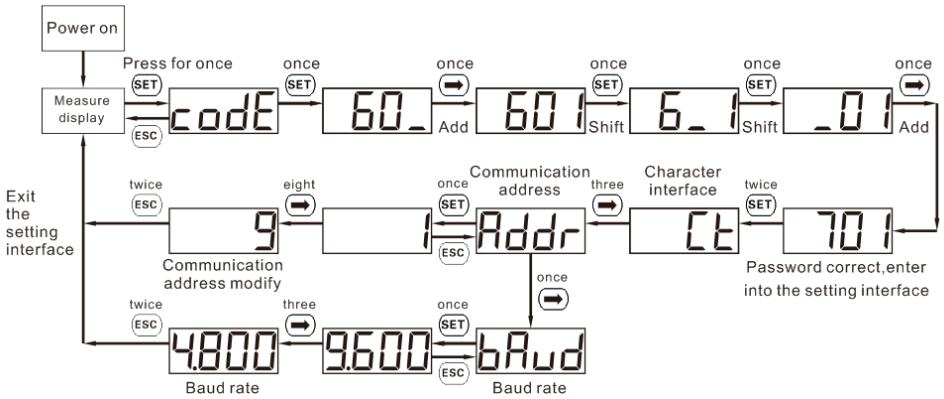 Power on
Press for once
once
once
once
once
once
SET
SET
➡
SET
SET
➡
Measure
display
codE
60_
601
6_1
_01
ESC
Add
Shift
Shift
Add
Exit
the
setting
interface
twice
eight
once
Communication
address
three
Character
interface
twice
ESC
➡
SET
➡
SET
9
1
Addr
Ct
701
ESC
Communication
address modify
Password correct,enter
into the setting interface
once
➡
twice
three
once
ESC
➡
SET
4.800
9.600
bAud
ESC
Baud rate
Baud rate